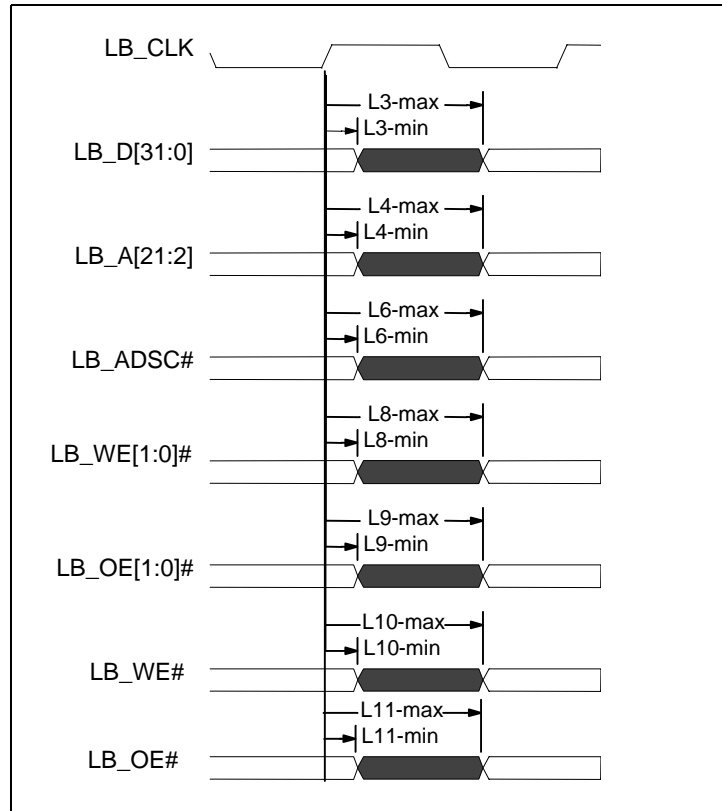 LB_CLK
L3-max
L3-min
LB_D[31:0]
L4-max
L4-min
LB_A[21:2]
L6-max
L6-min
LB_ADSC#
L8-max
L8-min
LB_WE[1:0]#
L9-max
L9-min
LB_OE[1:0]#
L10-max
L10-min
LB_WE#
L11-max
L11-min
LB_OE#